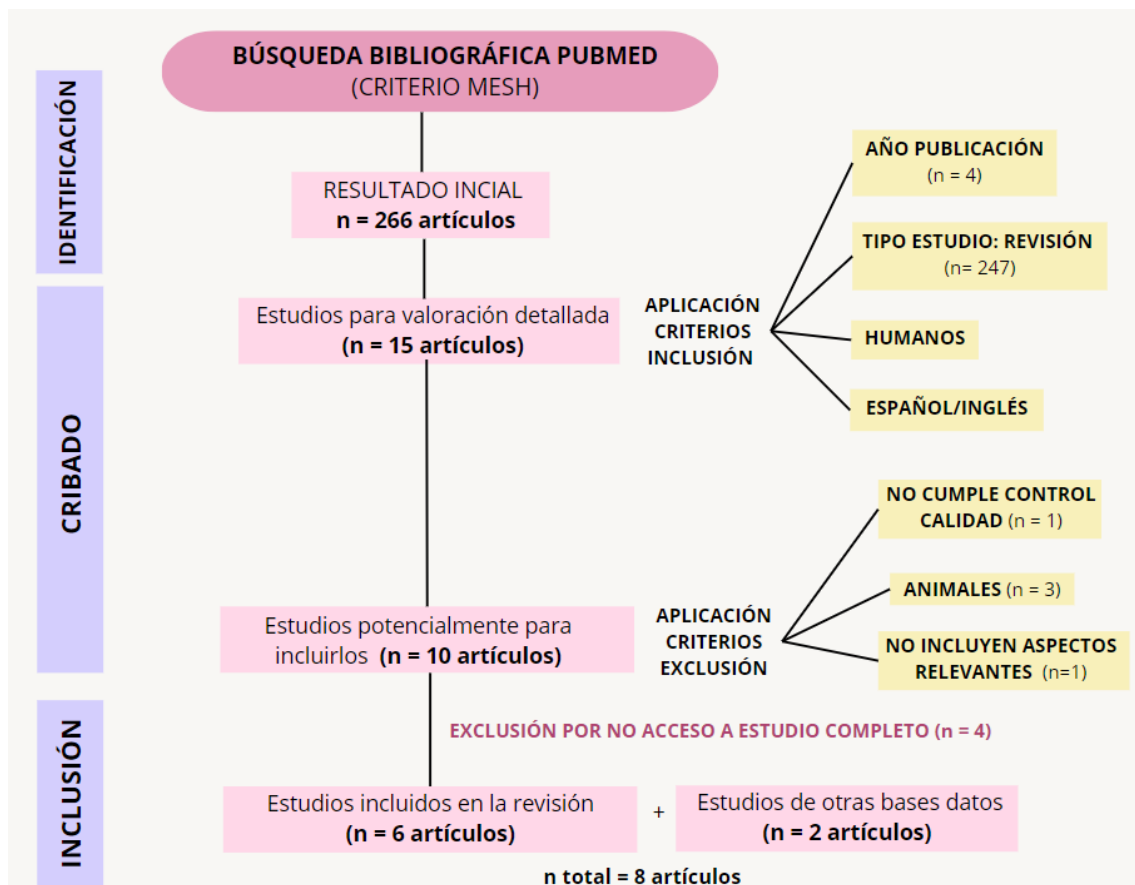 BÚSQUEDA BIBLIOGRÁFICA PUBMED
(CRITERIO MESH)
IDENTIFICACIÓN
RESULTADO INCIAL
n = 266 artículos
AÑO PUBLICACIÓN
(n = 4)
TIPO ESTUDIO: REVISIÓN
(n= 247)
HUMANOS
ESPAÑOL/INGLÉS
APLICACIÓN
CRITERIOS
INCLUSIÓN
CRIBADO
Estudios para valoración detallada
(n = 15 artículos)
NO CUMPLE CONTROL
CALIDAD (n = 1)
ANIMALES (n = 3)
NO INCLUYEN ASPECTOS
RELEVANTES (n=1)
APLICACIÓN
CRITERIOS
EXCLUSIÓN
Estudios potencialmente para
incluirlos (n = 10 artículos)
INCLUSIÓN
EXCLUSIÓN POR NO ACCESO A ESTUDIO COMPLETO (n = 4)
Estudios incluidos en la revisión
(n = 6 artículos)
+
Estudios de otras bases datos
(n = 2 artículos)
n total = 8 artículos